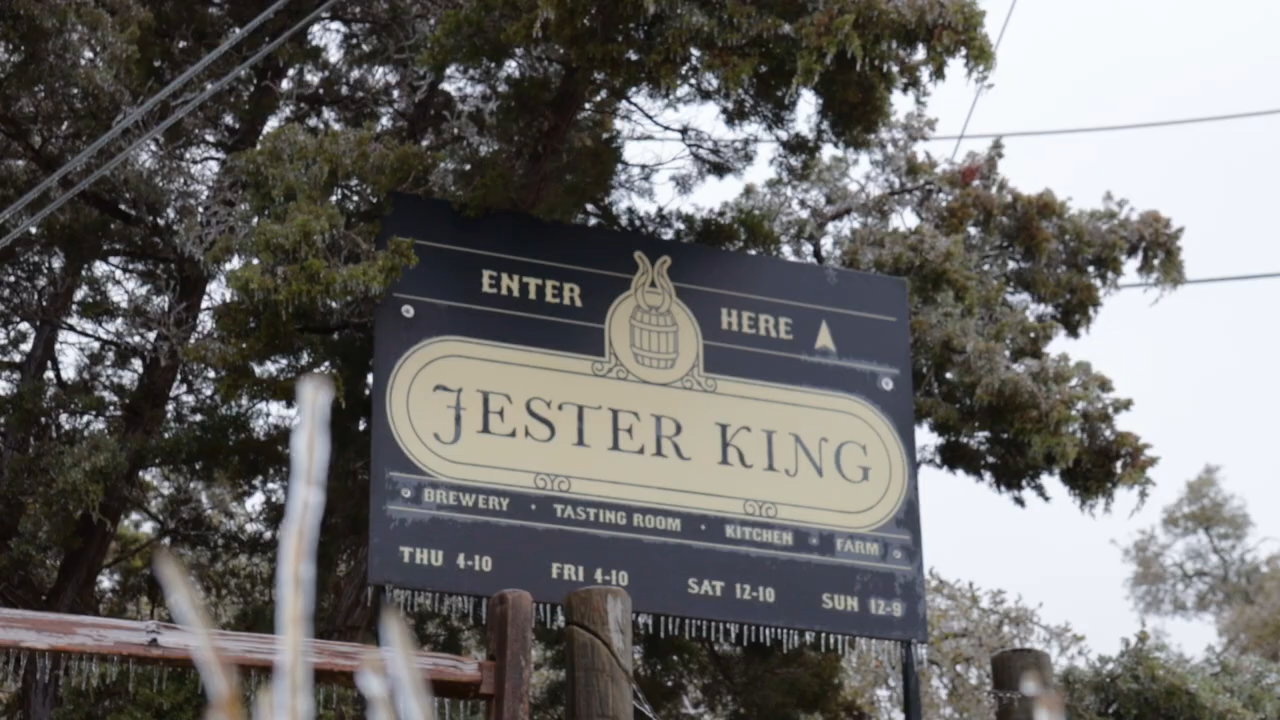 ENTER HERE
JESTER KING
BREWERY • TASTING ROOM • KITCHEN • FARM
THU 4-10 FRI 4-10 SAT 12-10 SUN 12-9